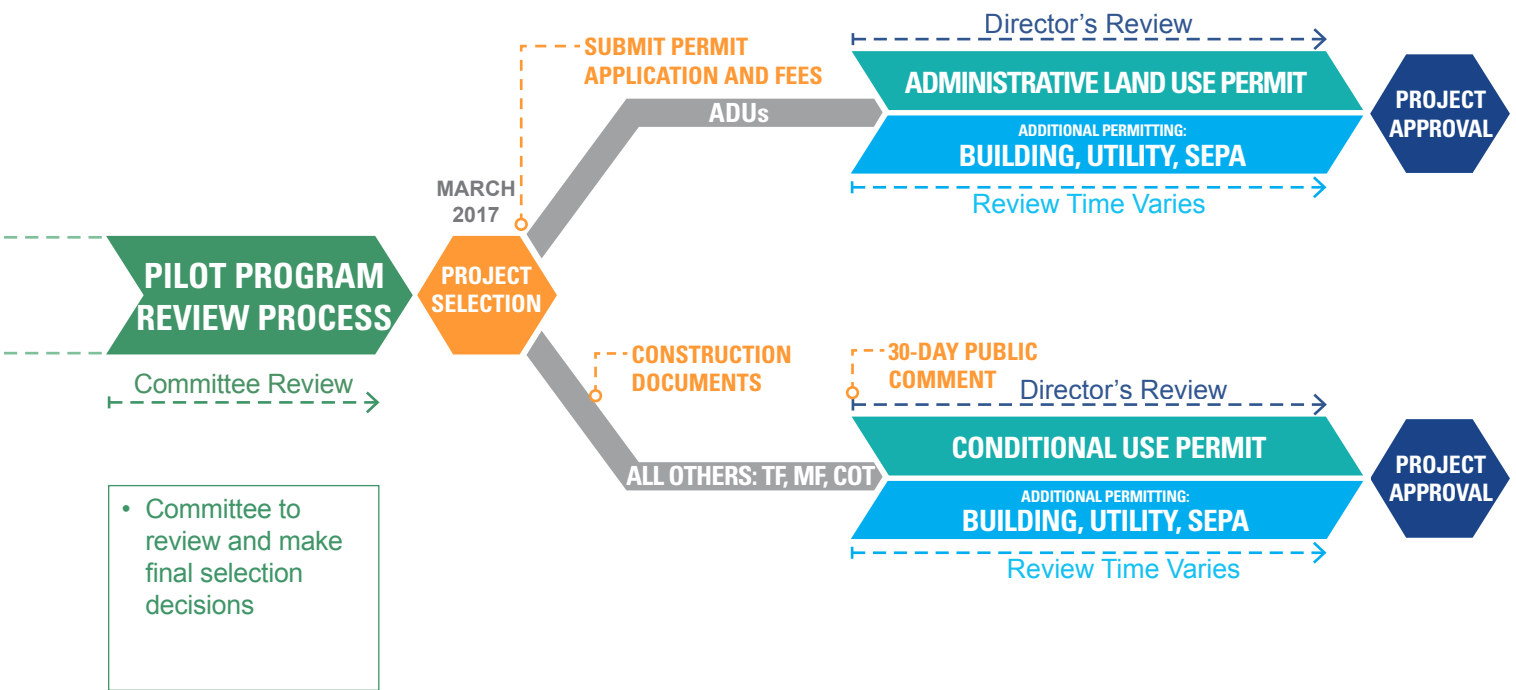 PILOT PROGRAM
REVIEW PROCESS
Committee Review
• Committee to
review and make
final selection
decisions
MARCH
2017
PROJECT
SELECTION
SUBMIT PERMIT
APPLICATION AND FEES
ADUs
Director's Review
ADMINISTRATIVE LAND USE PERMIT
ADDITIONAL PERMITTING:
BUILDING, UTILITY, SEPA
Review Time Varies
PROJECT
APPROVAL
CONSTRUCTION
DOCUMENTS
ALL OTHERS: TF, MF, COT
30-DAY PUBLIC
COMMENT
Director's Review
CONDITIONAL USE PERMIT
ADDITIONAL PERMITTING:
BUILDING, UTILITY, SEPA
Review Time Varies
PROJECT
APPROVAL